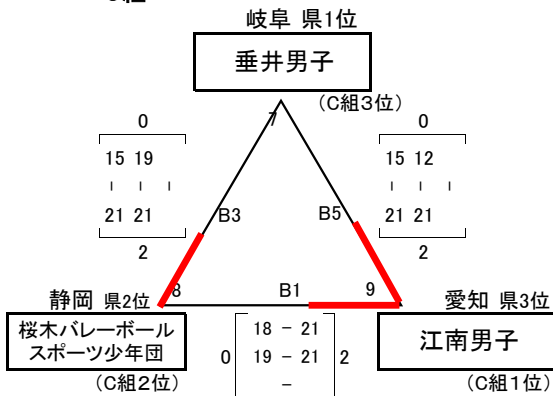 岐阜 県1位
垂井男子
(C組3位)
7
0
15 19
- - -
21 21
2
0
15 12
- - -
21 21
2
B3
B5
静岡 県2位
8
B1
9
愛知 県3位
桜木バレーボール
スポーツ少年団
(C組2位)
0
18 - 21
19 - 21
-
2
江南男子
(C組1位)